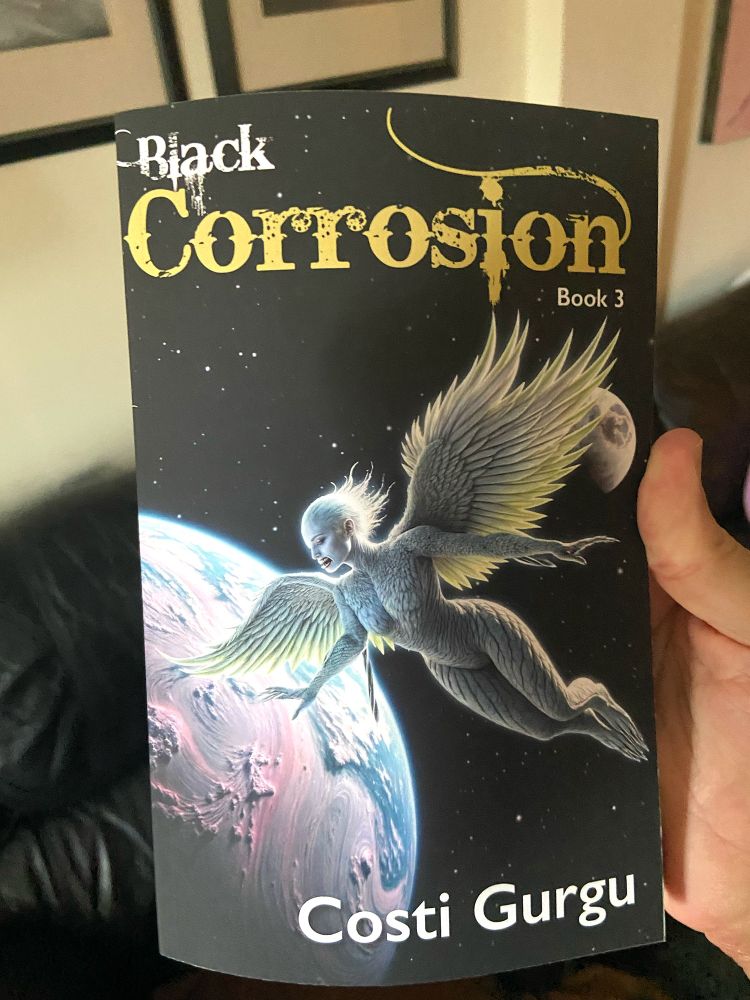 Black
Corrosion
Book 3
Costi Gurgu